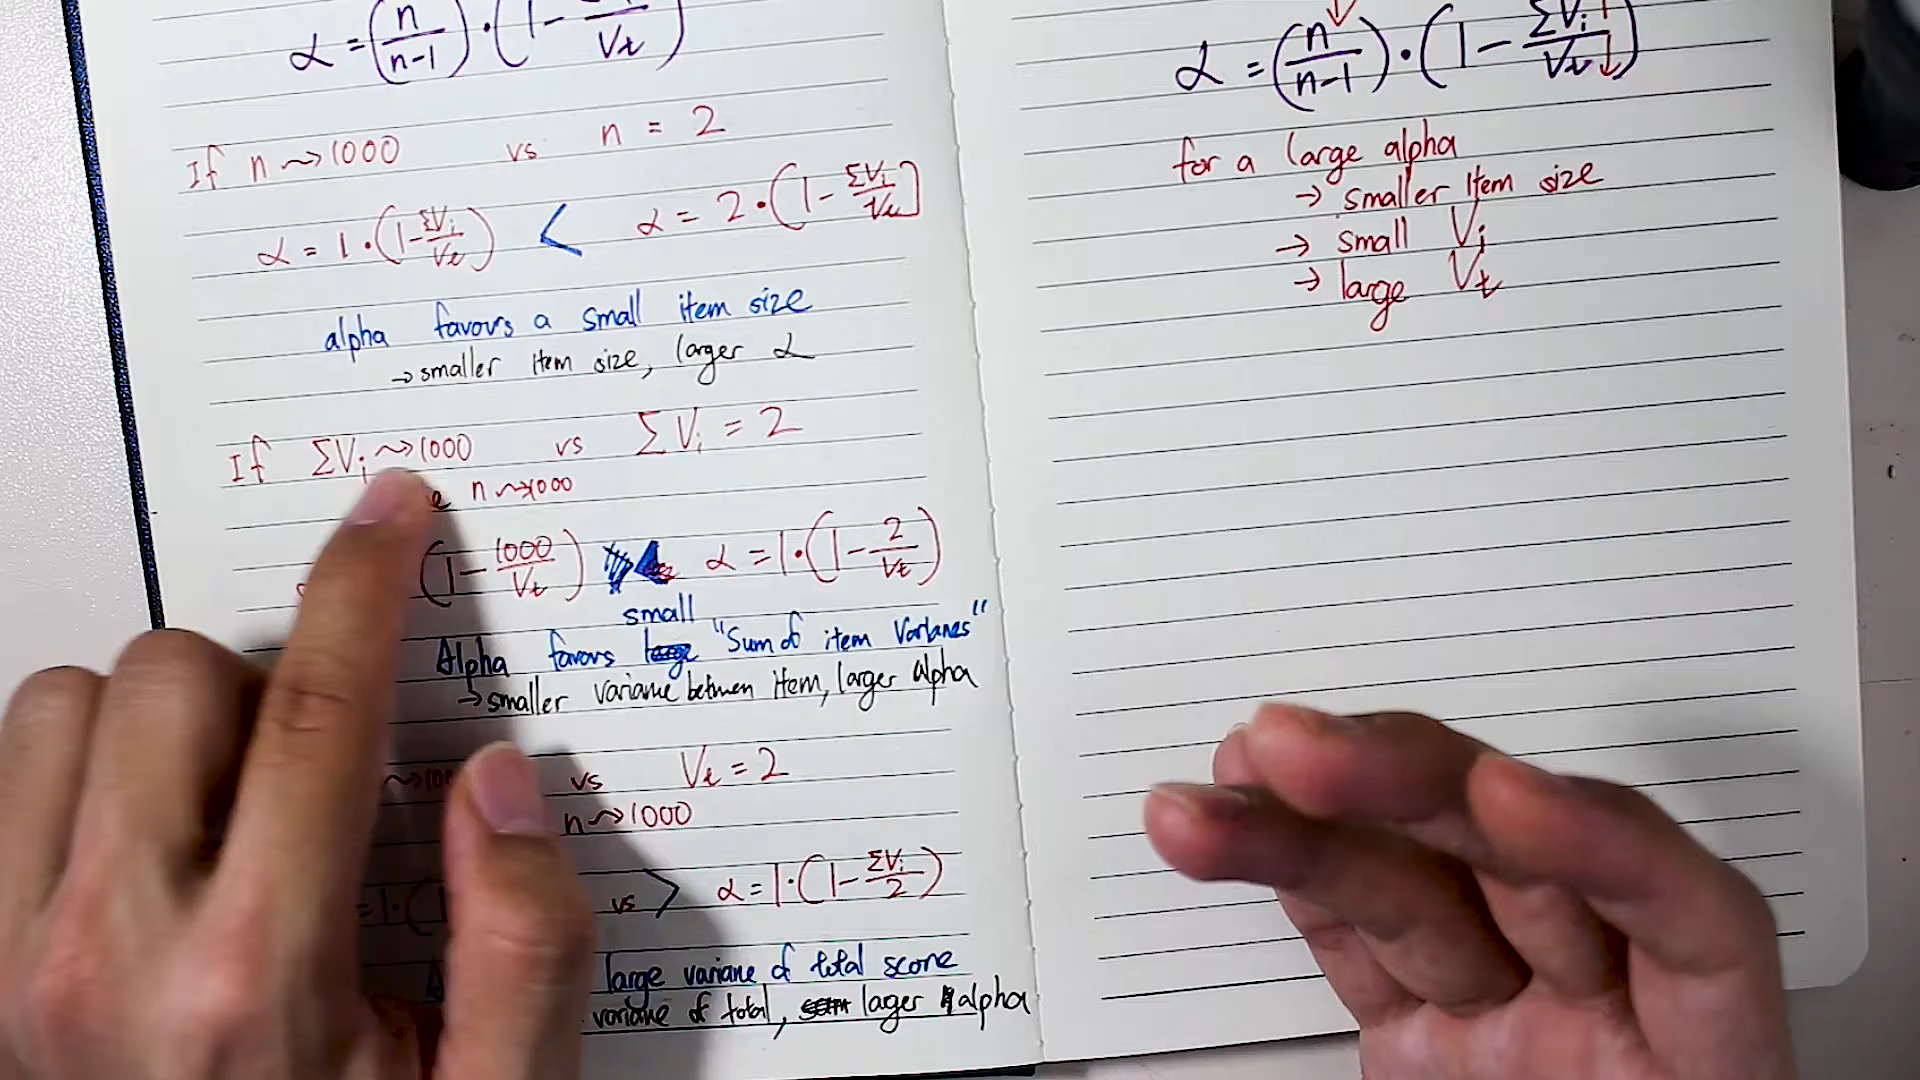 α = (n/n-1) · (1 - /Vt)
If n ⇝ 1000 vs n = 2
α = 1 · (1 - ΣVi/Vt) < α = 2 · (1 - ΣVi/Vt)
alpha favours a small item size
→ smaller item size, larger α
If ΣVi ⇝ 1000 vs ΣVi = 2
n ⇝ 1000
(1 - 1000/Vt) < α = 1 · (1 - 2/Vt)
small
Alpha favors "Sum of item Variances"
→ smaller variance between item, larger alpha
vs Vt = 2
n ⇝ 1000
= 1 · ( vs > α = 1 · (1 - ΣVi/2)
large variane of total score
variane of total, larger alpha
α = (n/n-1) · (1 - ΣVi/Vt)
for a large alpha
→ smaller item size
→ small Vi
→ large Vt